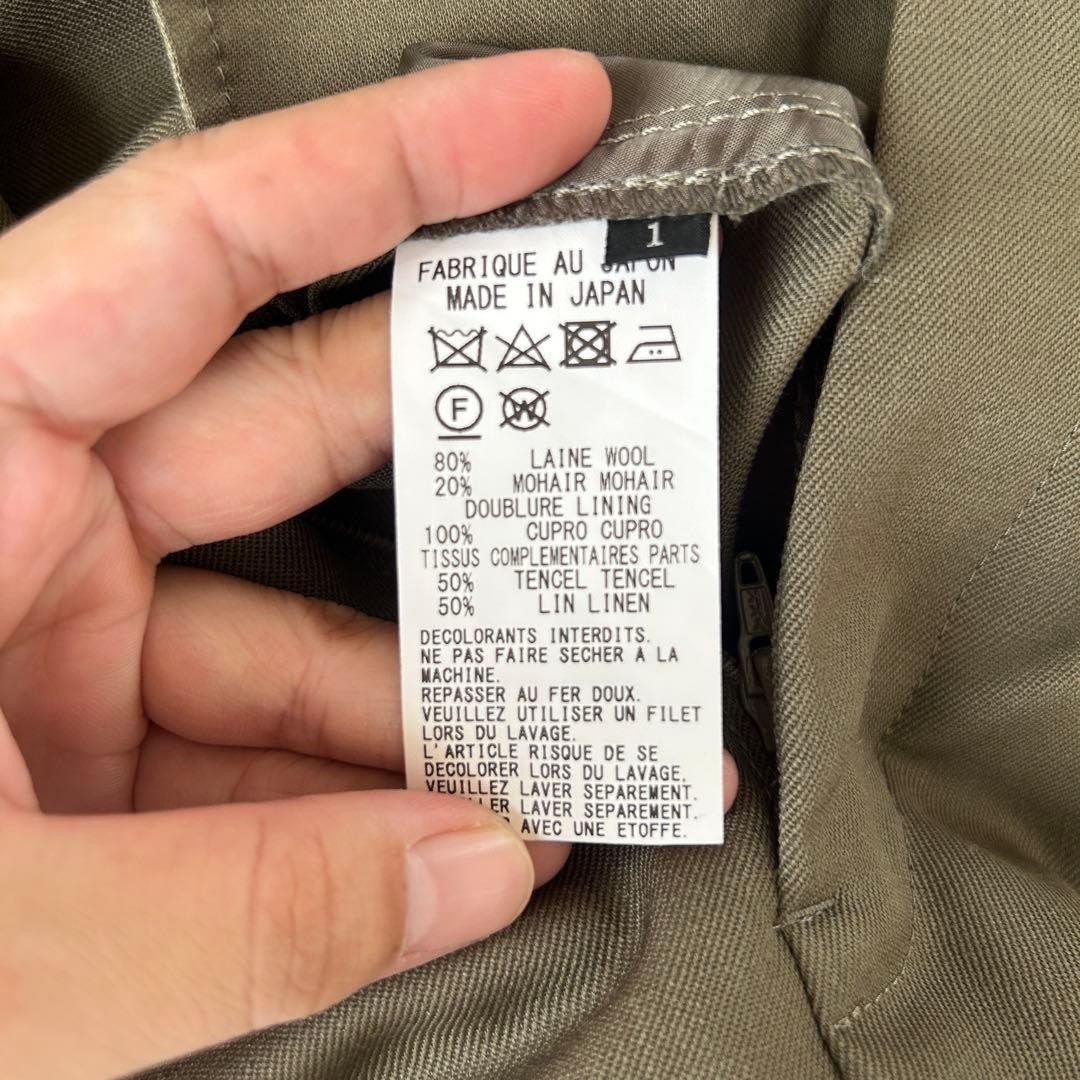 1
FABRIQUE AU JAPON
MADE IN JAPAN
F
W
80% LAINE WOOL
20% MOHAIR MOHAIR
DOUBLURE LINING
100% CUPRO CUPRO
TISSUS COMPLEMENTAIRES PARTS
50% TENCEL TENCEL
50% LIN LINEN
DECOLORANTS INTERDITS.
NE PAS FAIRE SECHER A LA
MACHINE.
REPASSER AU FER DOUX.
VEUILLEZ UTILISER UN FILET
LORS DU LAVAGE.
L'ARTICLE RISQUE DE SE
DECOLORER LORS DU LAVAGE,
VEUILLEZ LAVER SEPAREMENT.
LAVER SEPAREMENT.
AVEC UNE ETOFFE.